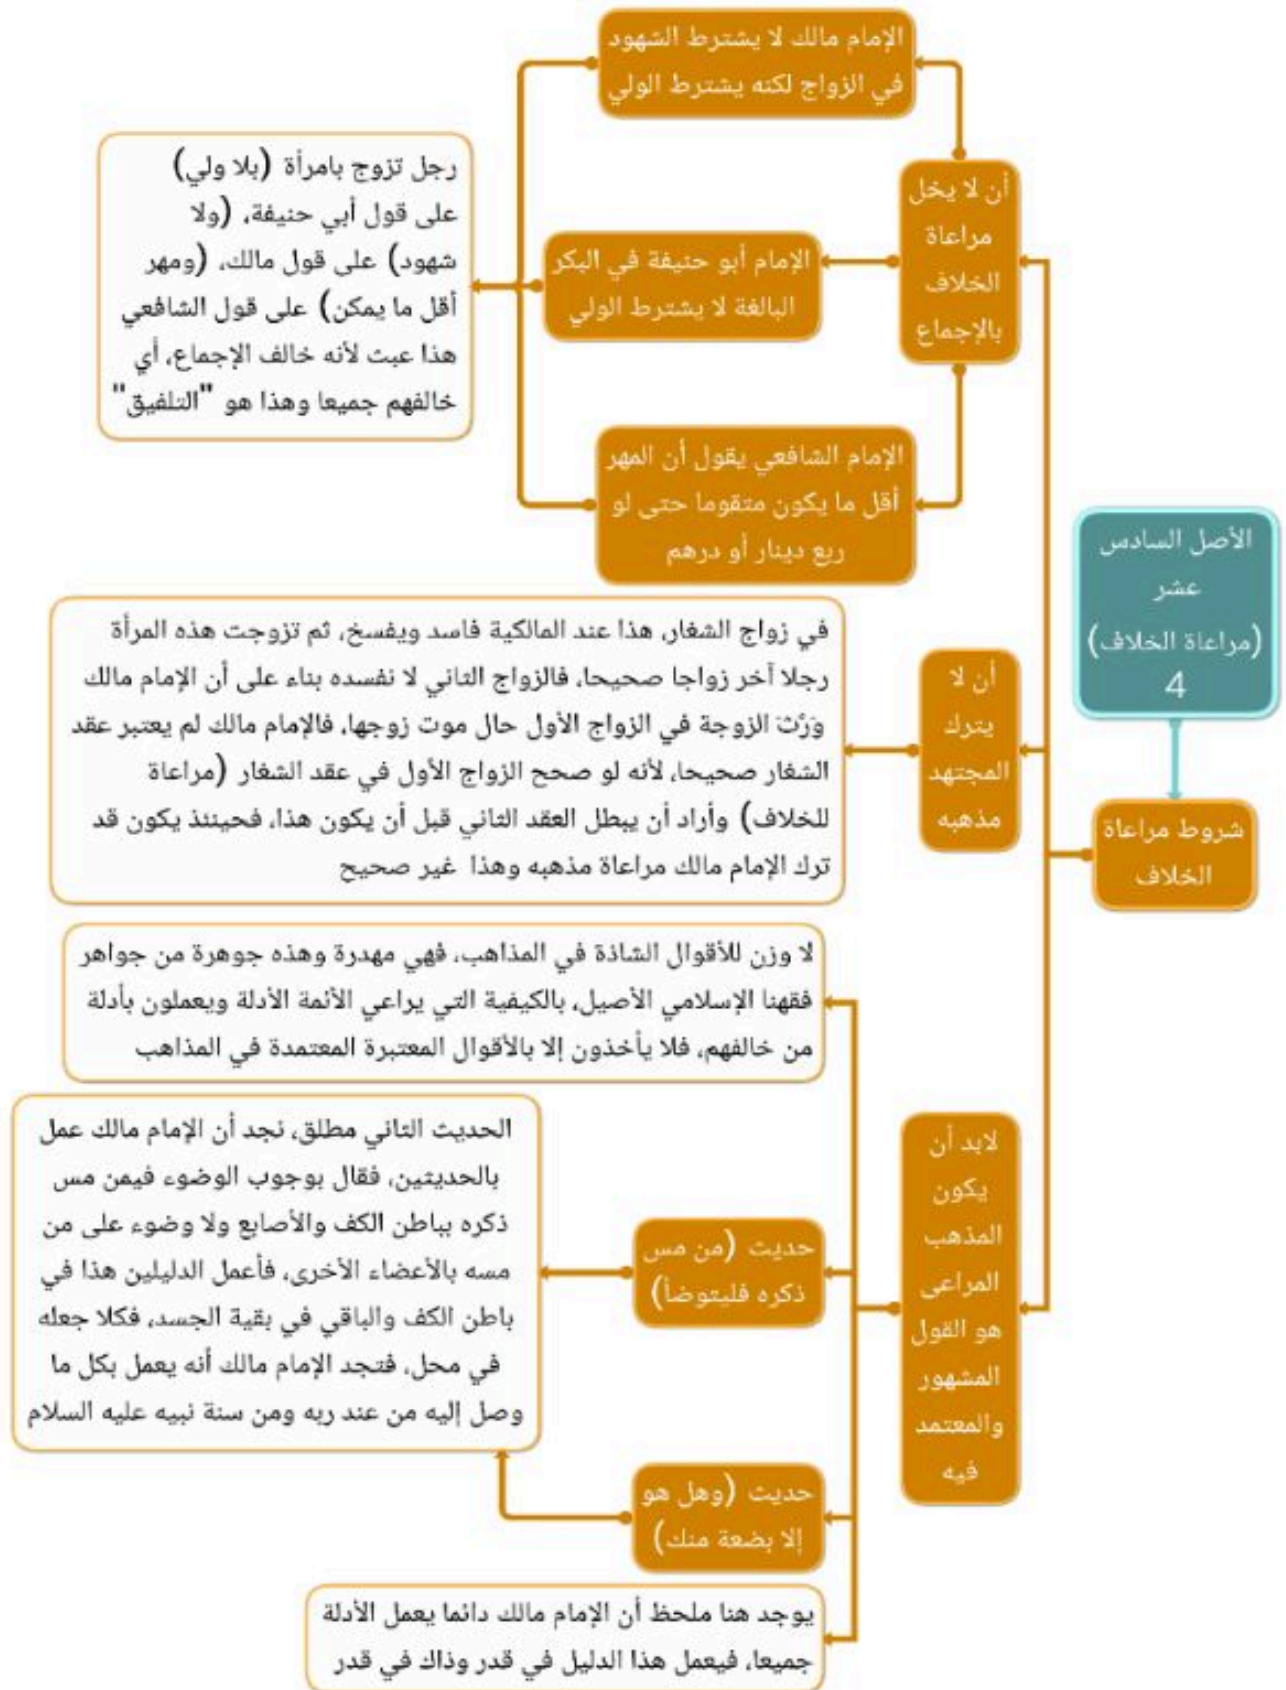 الأصل السادس
عشر
(مراعاة الخلاف)
4
شروط مراعاة
الخلاف
أن لا يخل
مراعاة
الخلاف
بالإجماع
الإمام مالك لا يشترط الشهود
في الزواج لكنه يشترط الولي
الإمام أبو حنيفة في البكر
البالغة لا يشترط الولي
الإمام الشافعي يقول أن المهر
أقل ما يكون متقوما حتى لو
ربع دينار أو درهم
رجل تزوج بامرأة (بلا ولي)
على قول أبي حنيفة، (ولا
شهود) على قول مالك، (ومهر
أقل ما يمكن) على قول الشافعي
هذا عبث لأنه خالف الإجماع، أي
خالفهم جميعا وهذا هو "التلفيق"
أن لا
يترك
المجتهد
مذهبه
في زواج الشغار، هذا عند المالكية فاسد ويفسخ، ثم تزوجت هذه المرأة
رجلا آخر زواجا صحيحا، فالزواج الثاني لا نفسده بناء على أن الإمام مالك
وَرَّثَ الزوجة في الزواج الأول حال موت زوجها، فالإمام مالك لم يعتبر عقد
الشغار صحيحا، لأنه لو صحح الزواج الأول في عقد الشغار (مراعاة
للخلاف) وأراد أن يبطل العقد الثاني قبل أن يكون هذا، فحينئذ يكون قد
ترك الإمام مالك مراعاة مذهبه وهذا غير صحيح
لابد أن
يكون
المذهب
المراعى
هو القول
المشهور
والمعتمد
فيه
لا وزن للأقوال الشاذة في المذاهب، فهي مهدرة وهذه جوهرة من جواهر
فقهنا الإسلامي الأصيل، بالكيفية التي يراعي الأئمة الأدلة ويعملون بأدلة
من خالفهم، فلا يأخذون إلا بالأقوال المعتبرة المعتمدة في المذاهب
حديث (من مس
ذكره فليتوضأ)
حديث (وهل هو
إلا بضعة منك)
الحديث الثاني مطلق، نجد أن الإمام مالك عمل
بالحديثين، فقال بوجوب الوضوء فيمن مس
ذكره بباطن الكف والأصابع ولا وضوء على من
مسه بالأعضاء الأخرى، فأعمل الدليلين هذا في
باطن الكف والباقي في بقية الجسد، فكلا جعله
في محل، فتجد الإمام مالك أنه يعمل بكل ما
وصل إليه من عند ربه ومن سنة نبيه عليه السلام
يوجد هنا ملحظ أن الإمام مالك دائما يعمل الأدلة
جميعا، فيعمل هذا الدليل في قدر وذاك في قدر